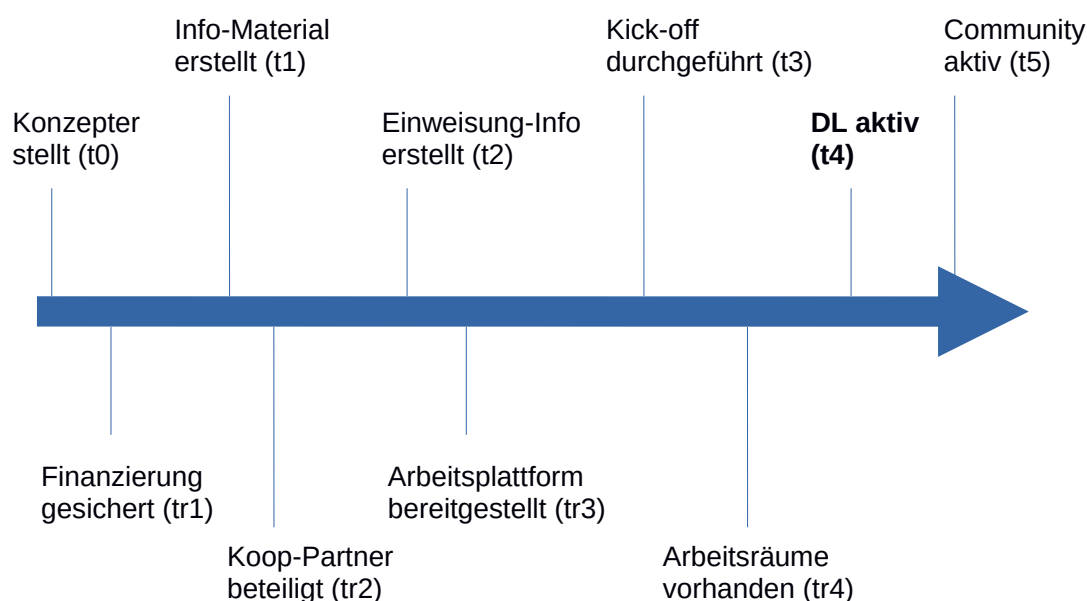 Info-Material
erstellt (t1)
Kick-off
durchgeführt (t3)
Community
aktiv (t5)
Konzepter
stellt (t0)
Einweisung-Info
erstellt (t2)
DL aktiv
(t4)
Finanzierung
gesichert (tr1)
Arbeitsplattform
bereitgestellt (tr3)
Koop-Partner
beteiligt (tr2)
Arbeitsräume
vorhanden (tr4)